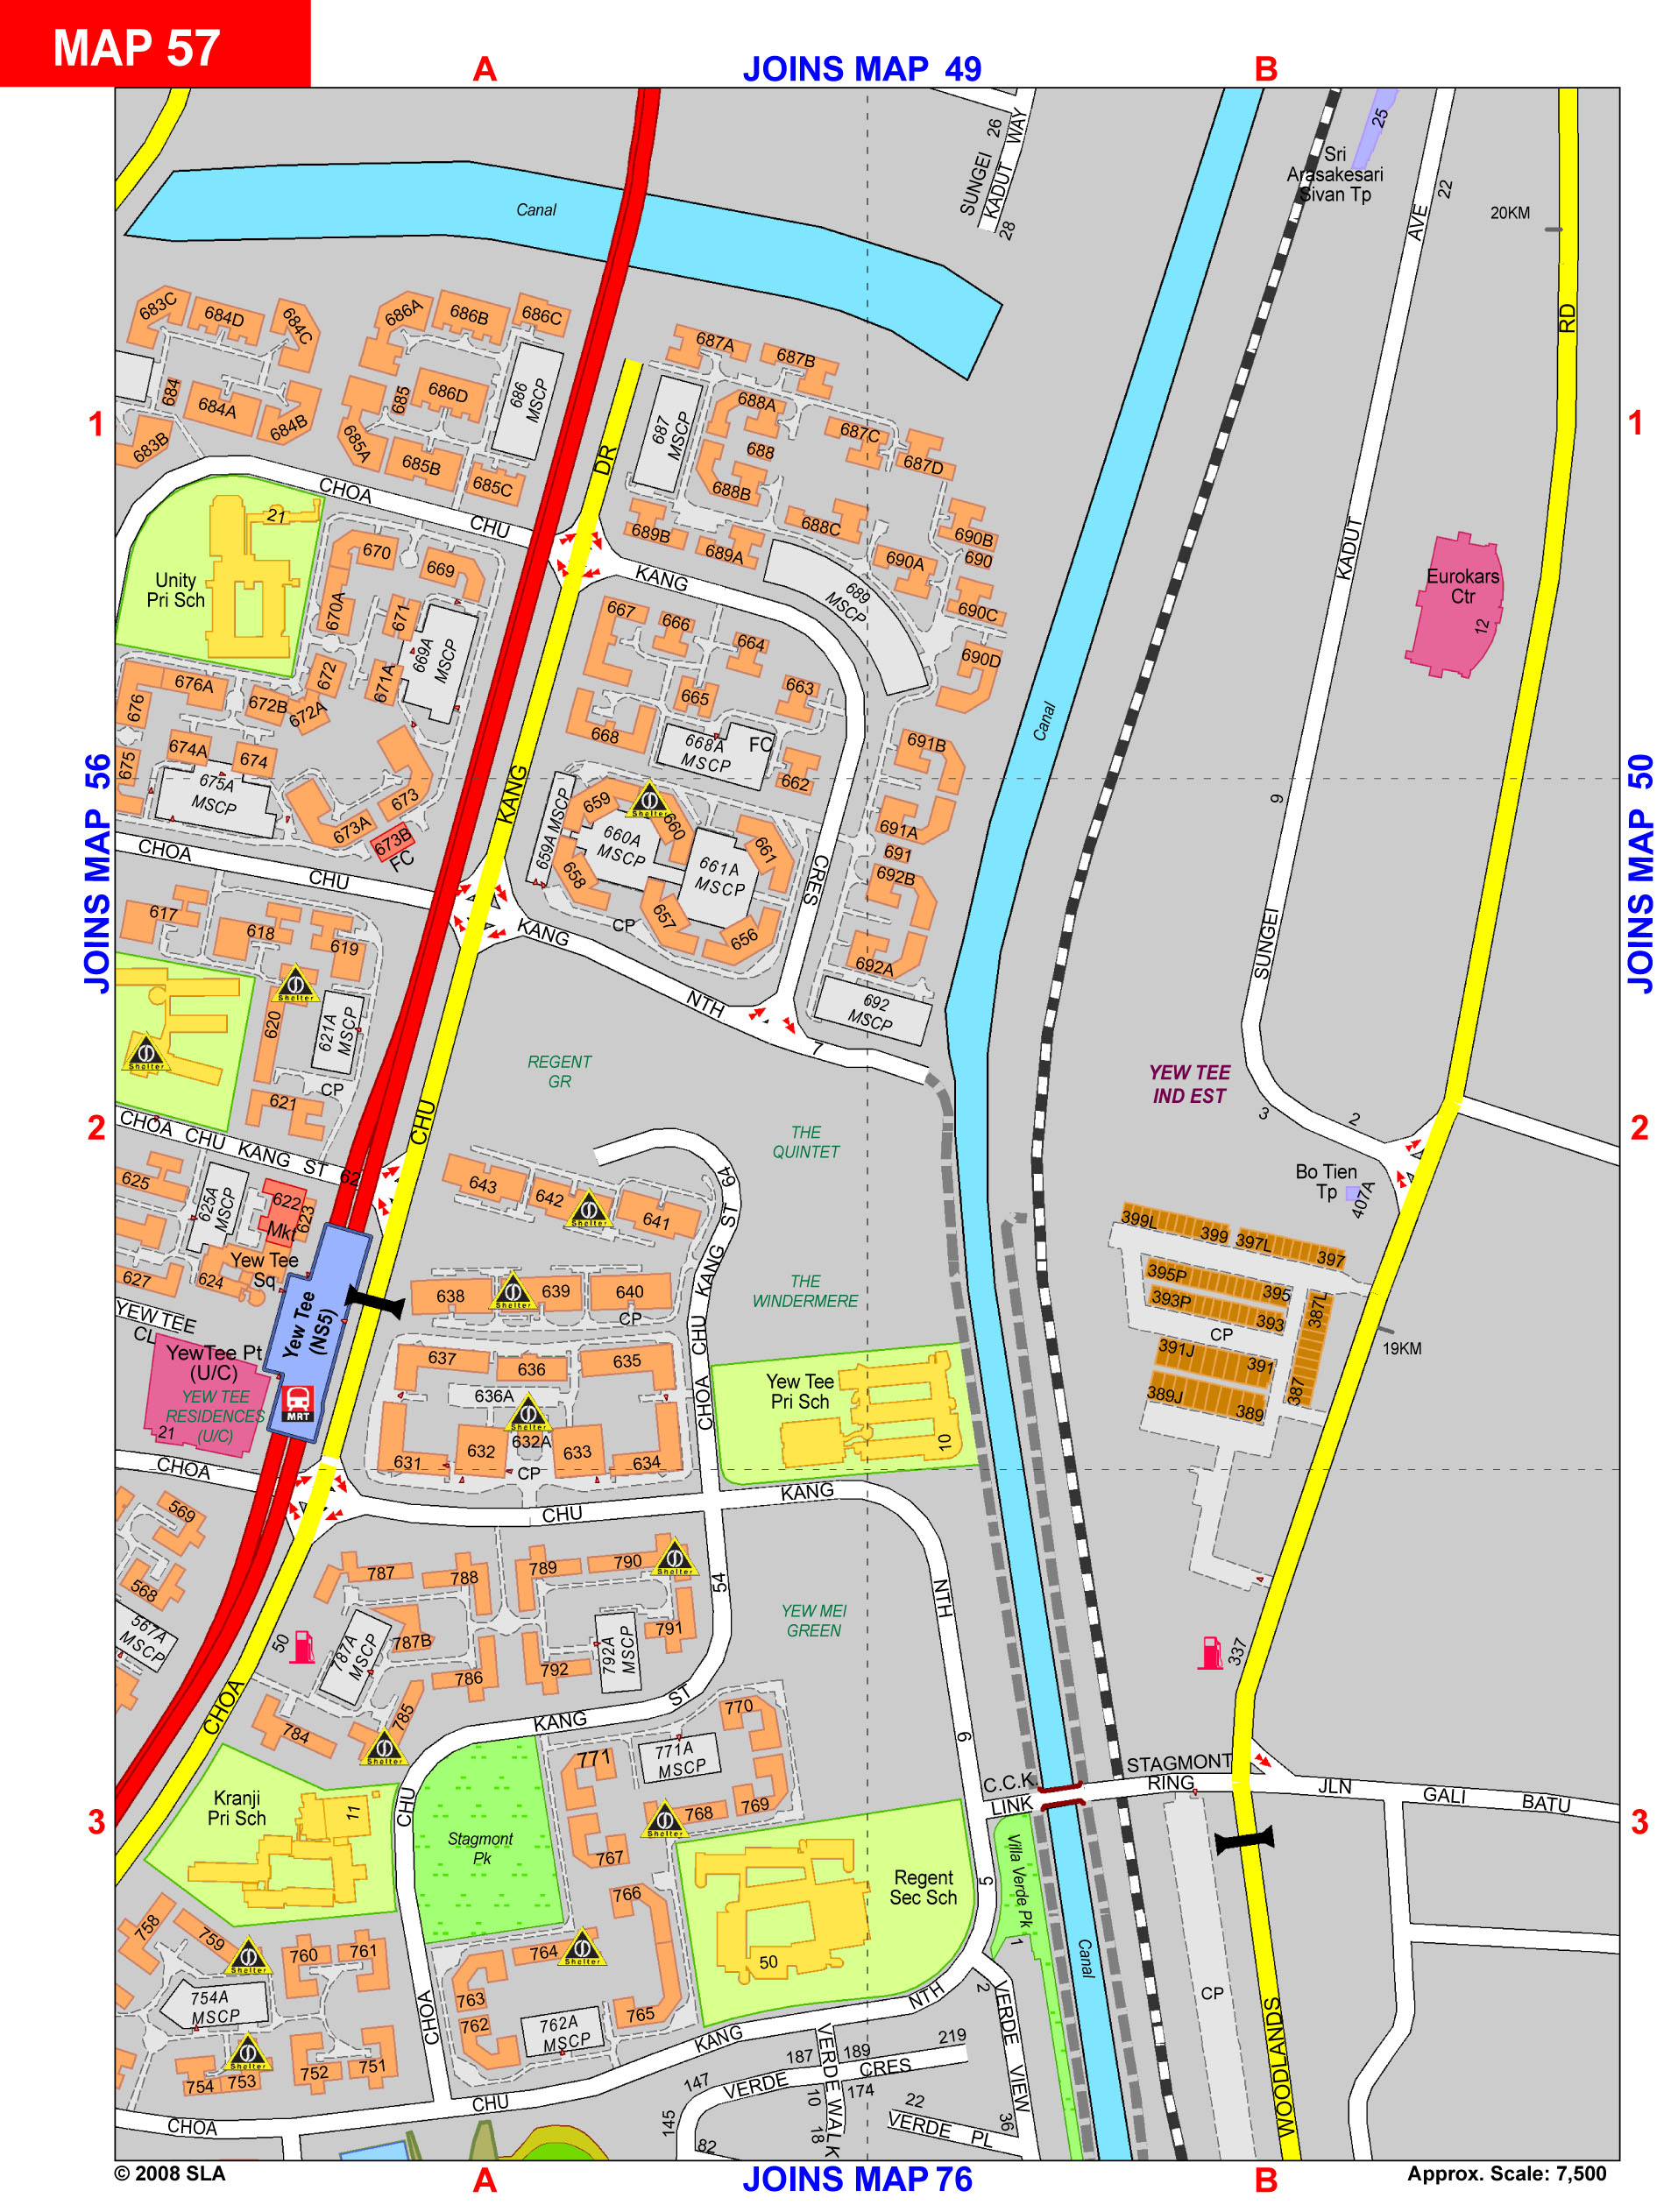 MAP 57
A
JOINS MAP 49
B
26
SUNGEI
KADUT WAY
28
25
Sri
Arasakesari
Sivan Tp
22
AVE
20KM
RD
Canal
683C
684D
684C
686A
686B
686C
684
684A
684B
683B
685
686D
686
MSCP
685A
685B
685C
687A
687B
687
MSCP
688A
687C
687D
688
688B
688C
689B
689A
690B
690
690A
690C
690D
689
MSCP
1
1
DR
CHOA
CHU
KANG
21
Unity
Pri Sch
670
669
670A
671
669A
MSCP
672
671A
676A
676
672B
672A
674A
674
675
675A
MSCP
673
673A
673B
FC
667
666
664
665
663
668
668A
MSCP
FC
662
KADUT
Eurokars
Ctr
12
Canal
691B
691A
691
692B
692A
692
MSCP
JOINS MAP 56
JOINS MAP 50
KANG
659A MSCP
659
660
660A
MSCP
661
661A
MSCP
658
657
656
CP
CRES
CHOA
CHU
KANG
NTH
7
9
SUNGEI
617
618
619
Shelter
620
621A
MSCP
CP
621
Shelter
REGENT
GR
YEW TEE
IND EST
3
2
2
2
CHOA CHU KANG ST 62
CHU
THE
QUINTET
Bo Tien
Tp
407A
625
625A
MSCP
622
Mkt
623
624
627
Yew Tee
Sq
643
642
Shelter
641
KANG ST 64
CHU
CHOA
399L
399
397L
397
395P
395
393P
393
CP
391J
391
389J
389
387L
387
19KM
YEW TEE
CL
YewTee Pt
(U/C)
YEW TEE
RESIDENCES
(U/C)
21
Yew Tee
(NS5)
MRT
638
Shelter
639
640
CP
THE
WINDERMERE
637
636
635
636A
Shelter
632A
631
632
633
634
CP
Yew Tee
Pri Sch
10
CHOA
CHU
KANG
NTH
569
568
567A
MSCP
787
788
789
790
Shelter
54
50
787A
MSCP
787B
786
792
792A
MSCP
791
YEW MEI
GREEN
337
CHOA
784
785
Shelter
KANG
ST
770
771
771A
MSCP
768
769
Shelter
767
6
C.C.K.
LINK
STAGMONT
RING
JLN
GALI
BATU
Kranji
Pri Sch
11
CHU
Stagmont
Pk
3
3
Regent
Sec Sch
50
766
5
Villa Verde Pk
1
758
759
Shelter
760
761
754A
MSCP
Shelter
754
753
752
751
CHOA
764
Shelter
763
762
762A
MSCP
765
Canal
CP
WOODLANDS
NTH
KANG
CHU
CHOA
2
VERDE VIEW
36
187
189
219
VERDE CRES
147
145
82
VERDE WALK
10
18
174
22
VERDE PL
© 2008 SLA
A
JOINS MAP 76
B
Approx. Scale: 7,500